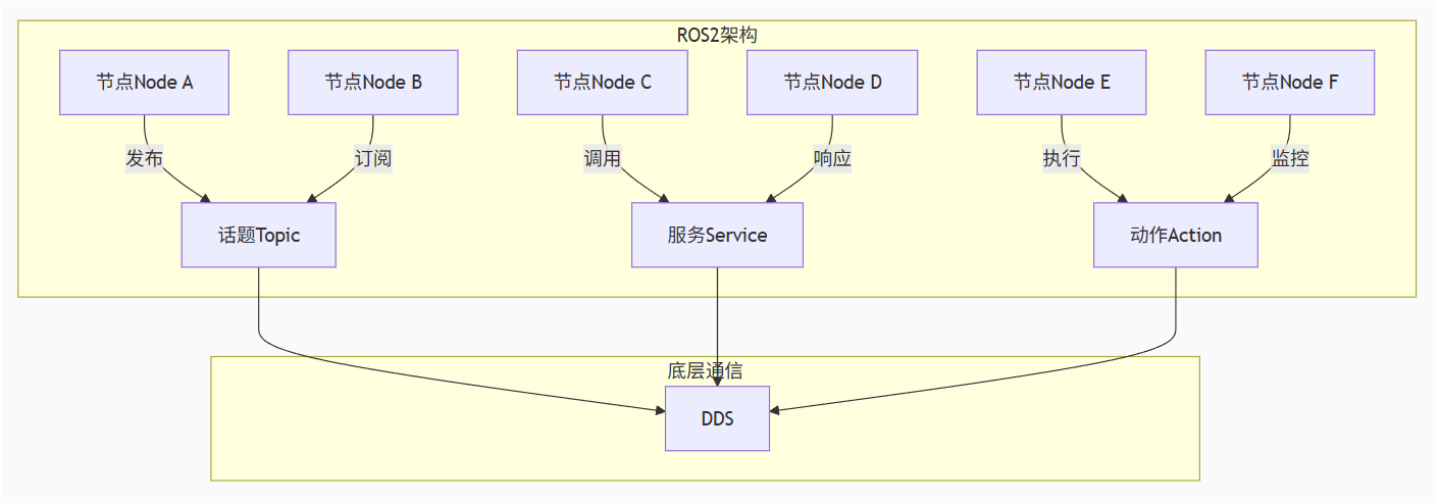 ROS2架构
节点Node A
节点Node B
节点Node C
节点Node D
节点Node E
节点Node F
发布
订阅
调用
响应
执行
监控
话题Topic
服务Service
动作Action
底层通信
DDS